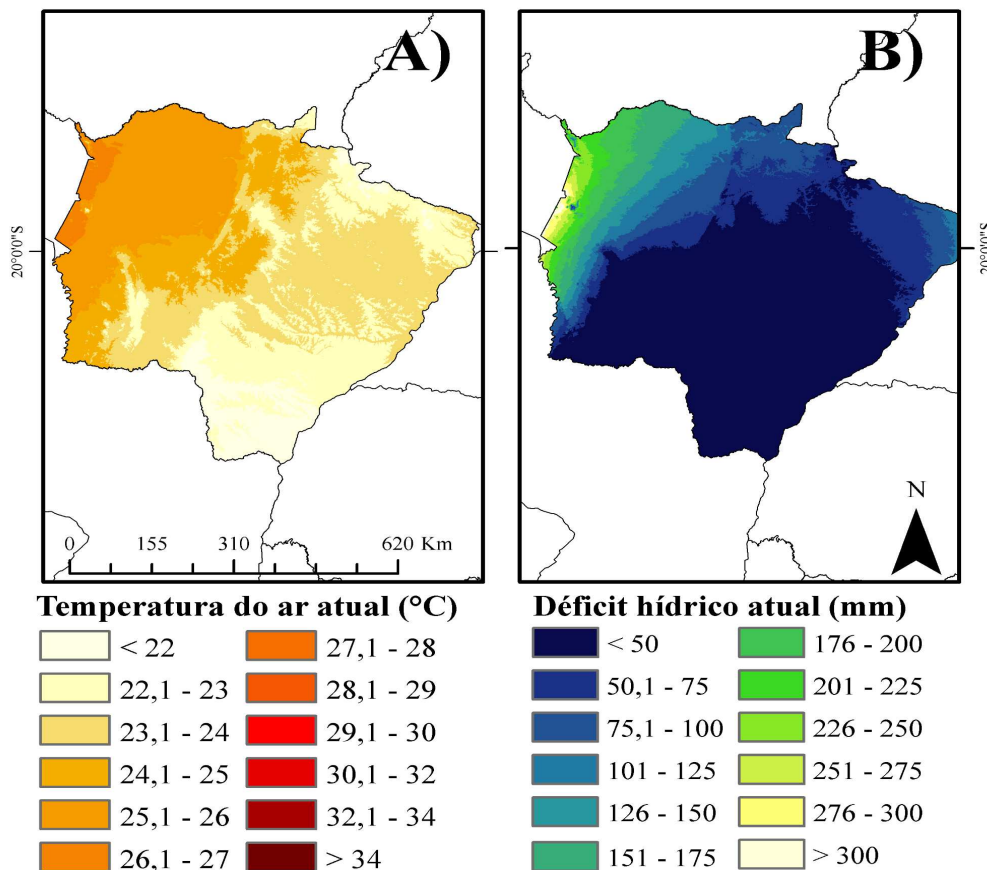 A)
B)
20°0'0"S
20°0'0"S
N
0 155 310 620 Km
Temperatura do ar atual (°C)
< 22
22,1 - 23
23,1 - 24
24,1 - 25
25,1 - 26
26,1 - 27
27,1 - 28
28,1 - 29
29,1 - 30
30,1 - 32
32,1 - 34
> 34
Déficit hídrico atual (mm)
< 50
50,1 - 75
75,1 - 100
101 - 125
126 - 150
151 - 175
176 - 200
201 - 225
226 - 250
251 - 275
276 - 300
> 300